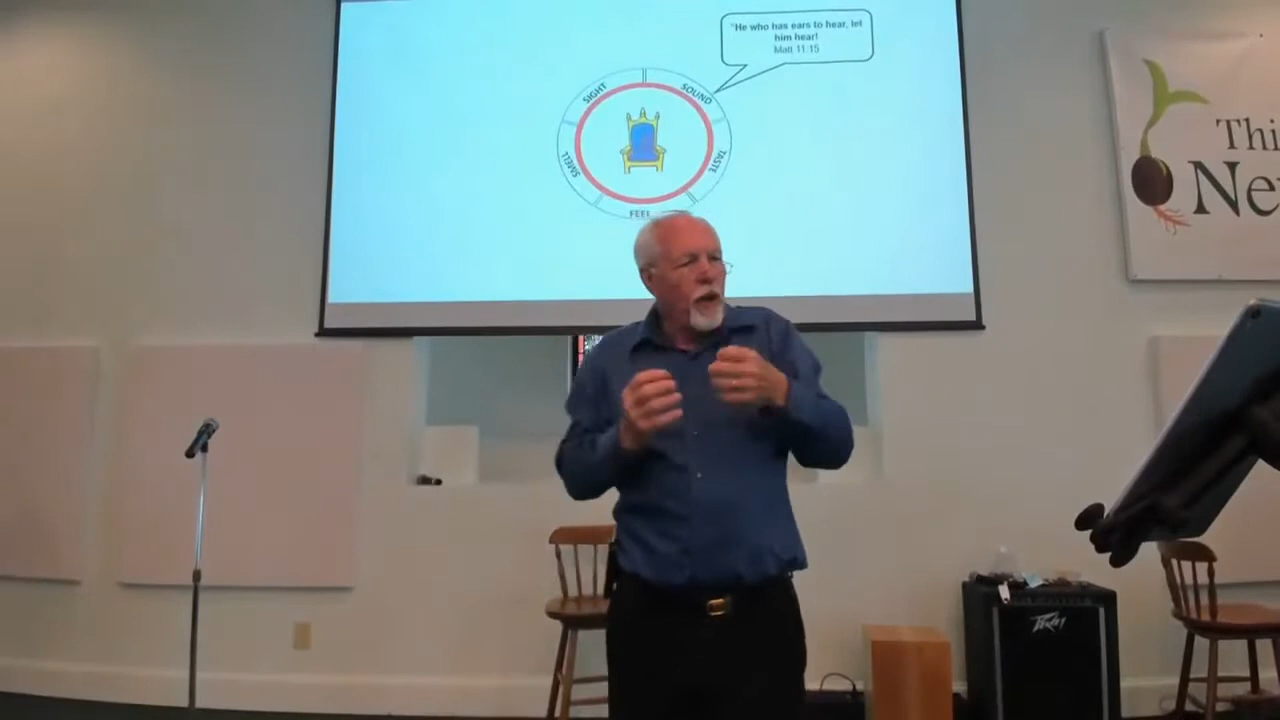 "He who has ears to hear, let
him hear!
Matt 11:15
SIGHT
SOUND
SMELL
TASTE
FEEL
Thi
Ne
PEAVEY